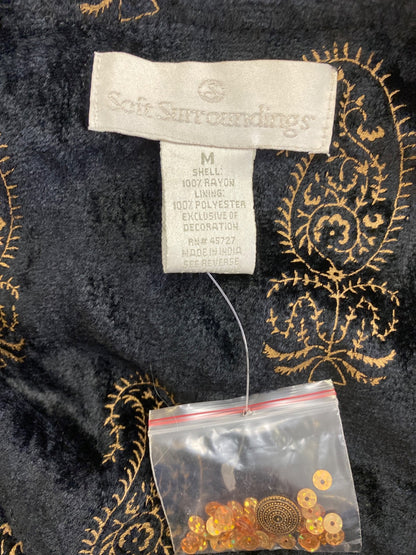 Soft Surroundings
M
SHELL:
100% RAYON
LINING:
100% POLYESTER
EXCLUSIVE OF
DECORATION
RN# 45727
MADE IN INDIA
SEE REVERSE